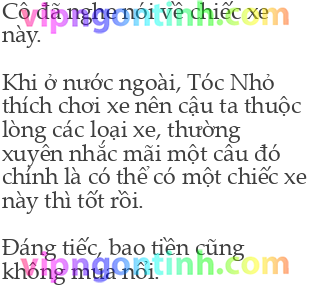 Cô đã nghe nói về chiếc xe
này.
Khi ở nước ngoài, Tóc Nhỏ
thích chơi xe nên cậu ta thuộc
lòng các loại xe, thường
xuyên nhắc mãi một câu đó
chính là có thể có một chiếc xe
này thì tốt rồi.
Đáng tiếc, bao tiền cũng
không mua nổi.
vipngontinh.com
vipngontinh.com